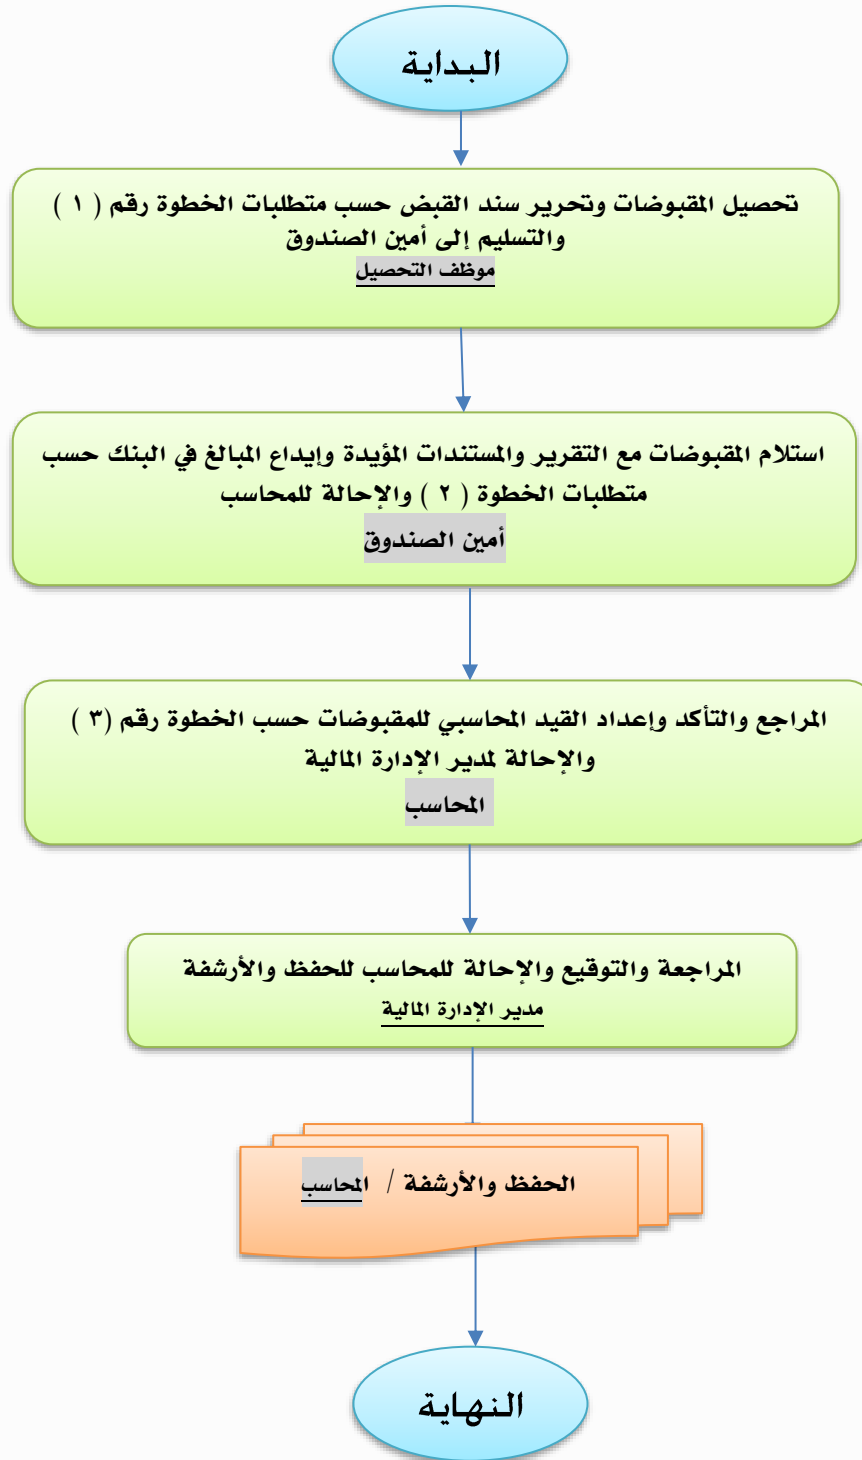 البداية
تحصيل المقبوضات وتحرير سند القبض حسب متطلبات الخطوة رقم ( ١ )
والتسليم إلى أمين الصندوق
موظف التحصيل
استلام المقبوضات مع التقرير والمستندات المؤيدة وإيداع المبالغ في البنك حسب
متطلبات الخطوة ( ٢ ) والإحالة للمحاسب
أمين الصندوق
المراجع والتأكد وإعداد القيد المحاسبي للمقبوضات حسب الخطوة رقم (٣ )
والإحالة لمدير الإدارة المالية
المحاسب
المراجعة والتوقيع والإحالة للمحاسب للحفظ والأرشفة
مدير الإدارة المالية
الحفظ والأرشفة / المحاسب
النهاية